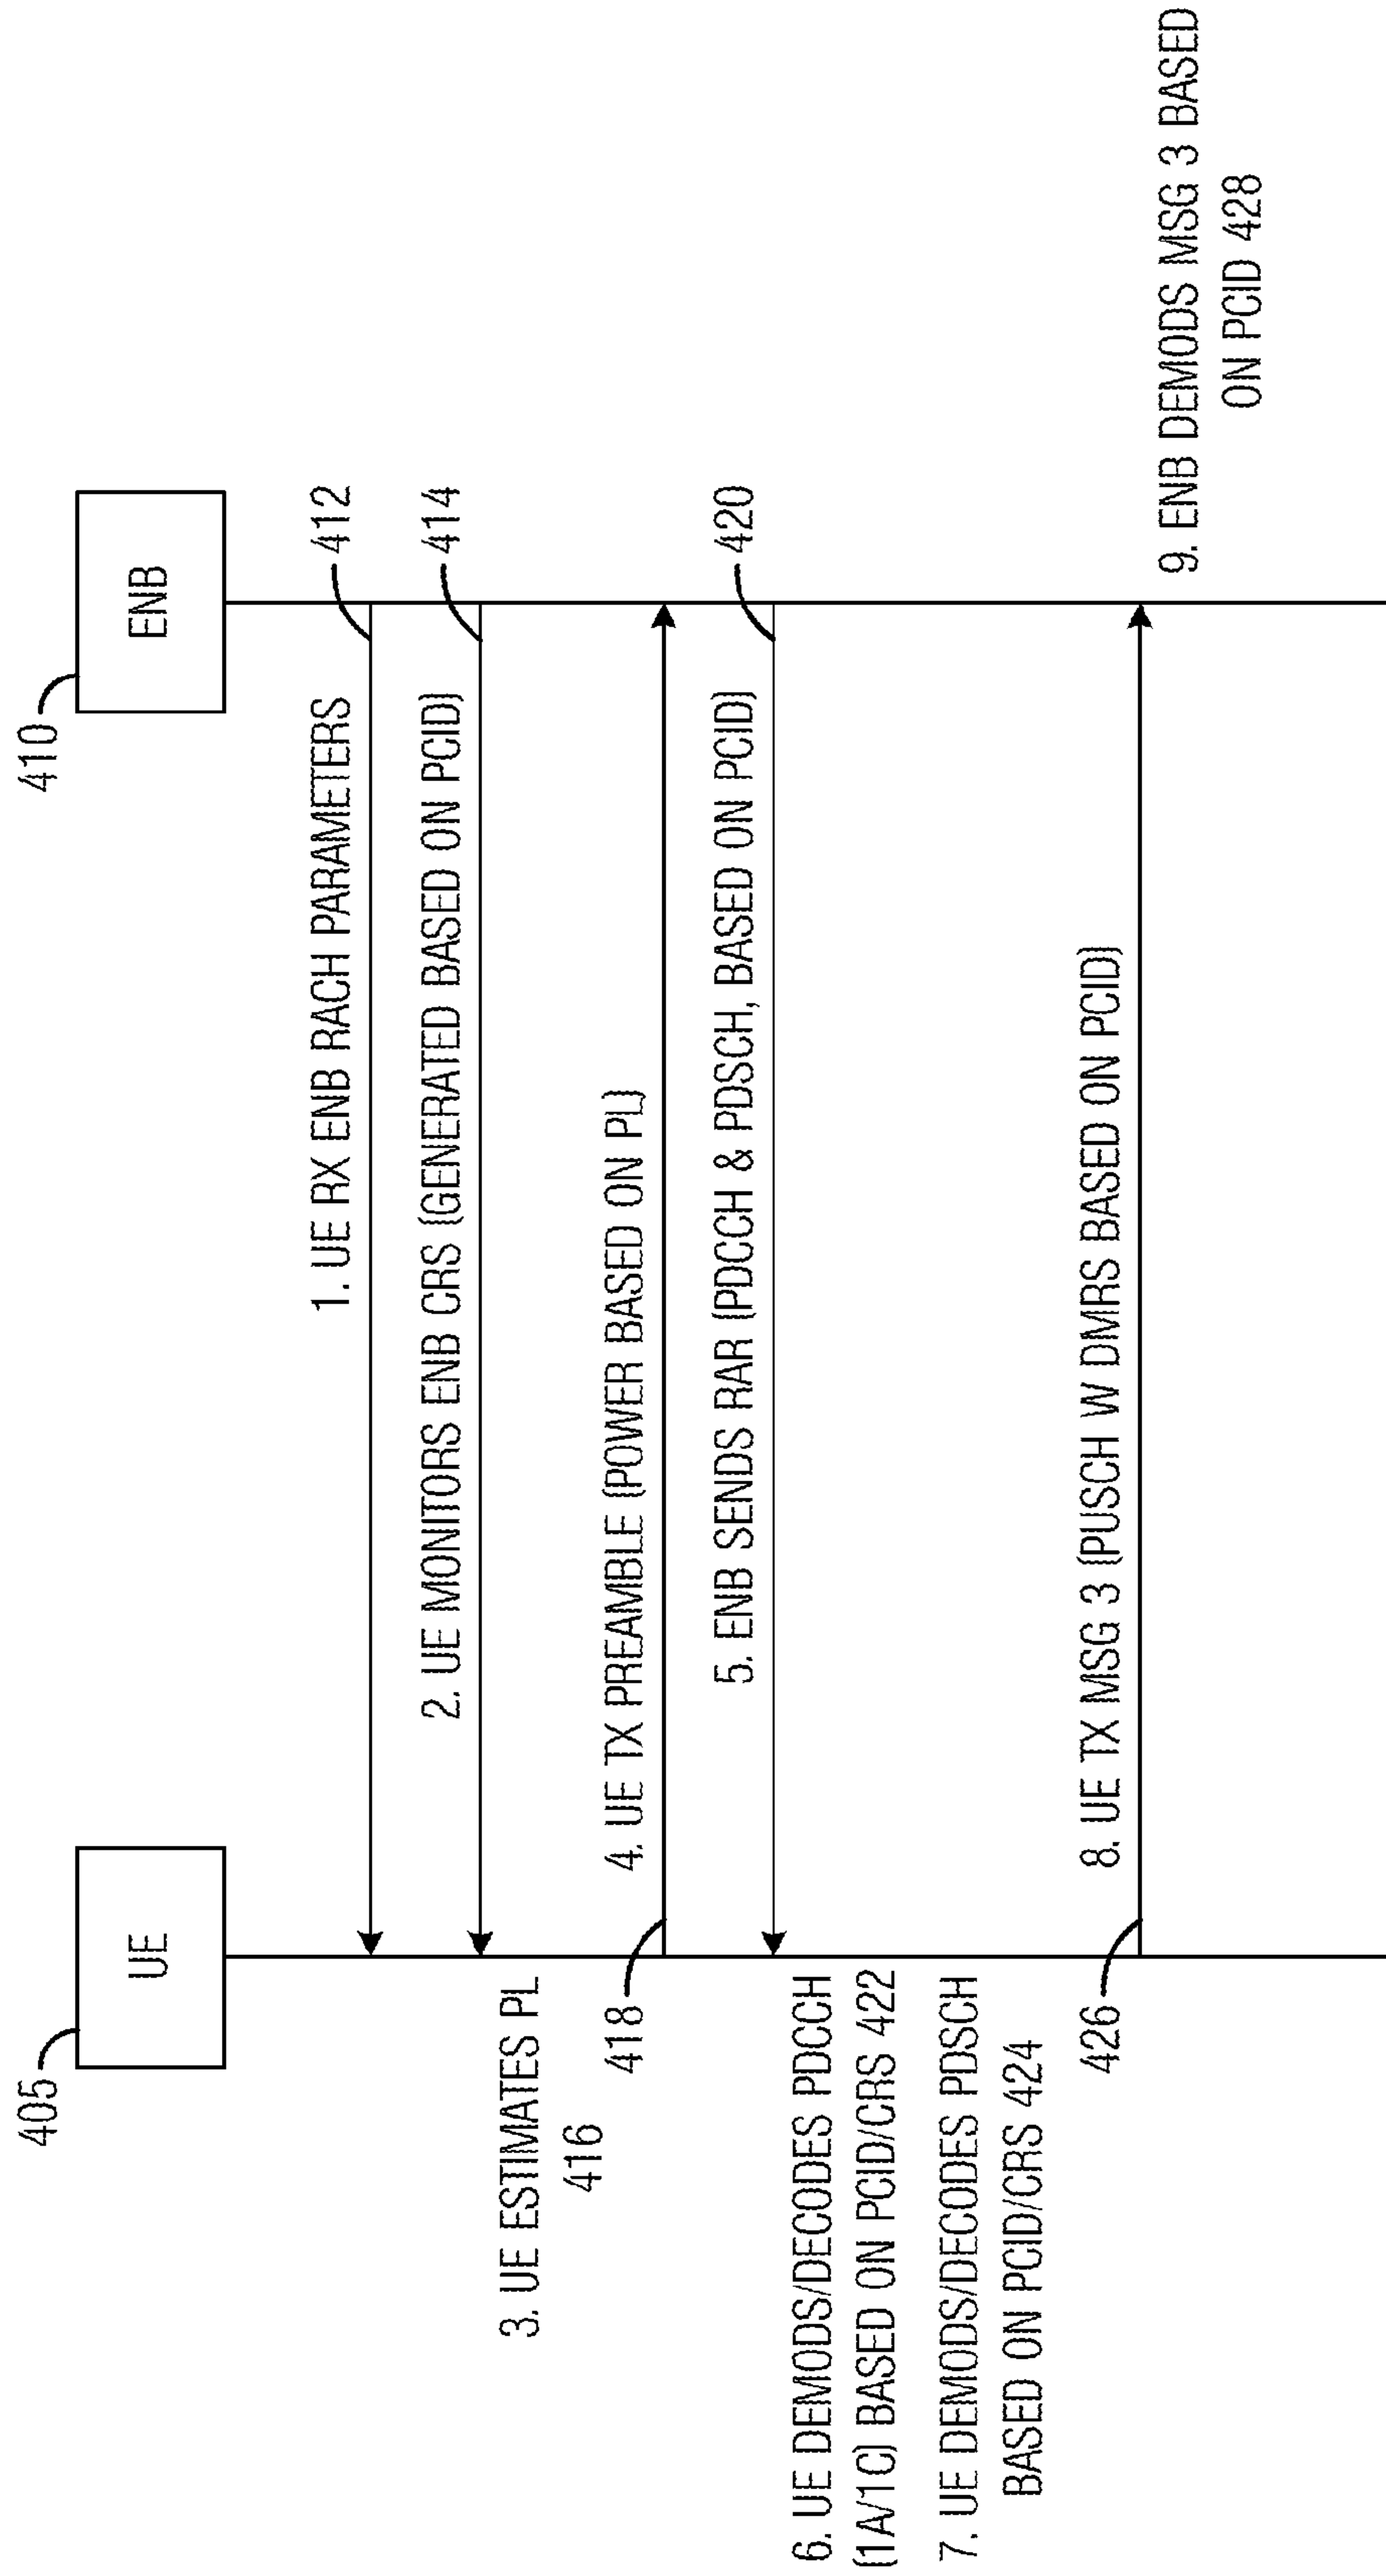 405
UE
410
ENB
1. UE RX ENB RACH PARAMETERS
412
2. UE MONITORS ENB CRS (GENERATED BASED ON PCID)
414
3. UE ESTIMATES PL
416
4. UE TX PREAMBLE (POWER BASED ON PL)
418
5. ENB SENDS RAR (PDCCH & PDSCH, BASED ON PCID)
420
6. UE DEMODS/DECODES PDCCH
(1A/1C) BASED ON PCID/CRS 422
7. UE DEMODS/DECODES PDSCH
BASED ON PCID/CRS 424
8. UE TX MSG 3 (PUSCH W DMRS BASED ON PCID)
426
9. ENB DEMODS MSG 3 BASED
ON PCID 428